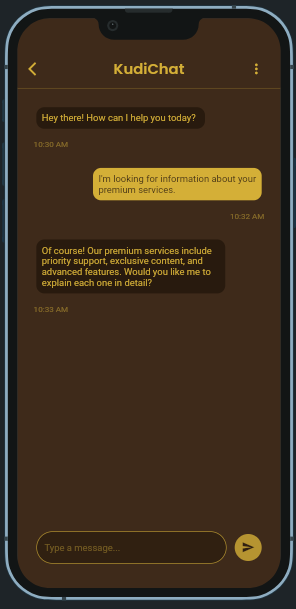 KudiChat
Hey there! How can I help you today?
10:30 AM
I'm looking for information about your
premium services.
10:32 AM
Of course! Our premium services include
priority support, exclusive content, and
advanced features. Would you like me to
explain each one in detail?
10:33 AM
Type a message...